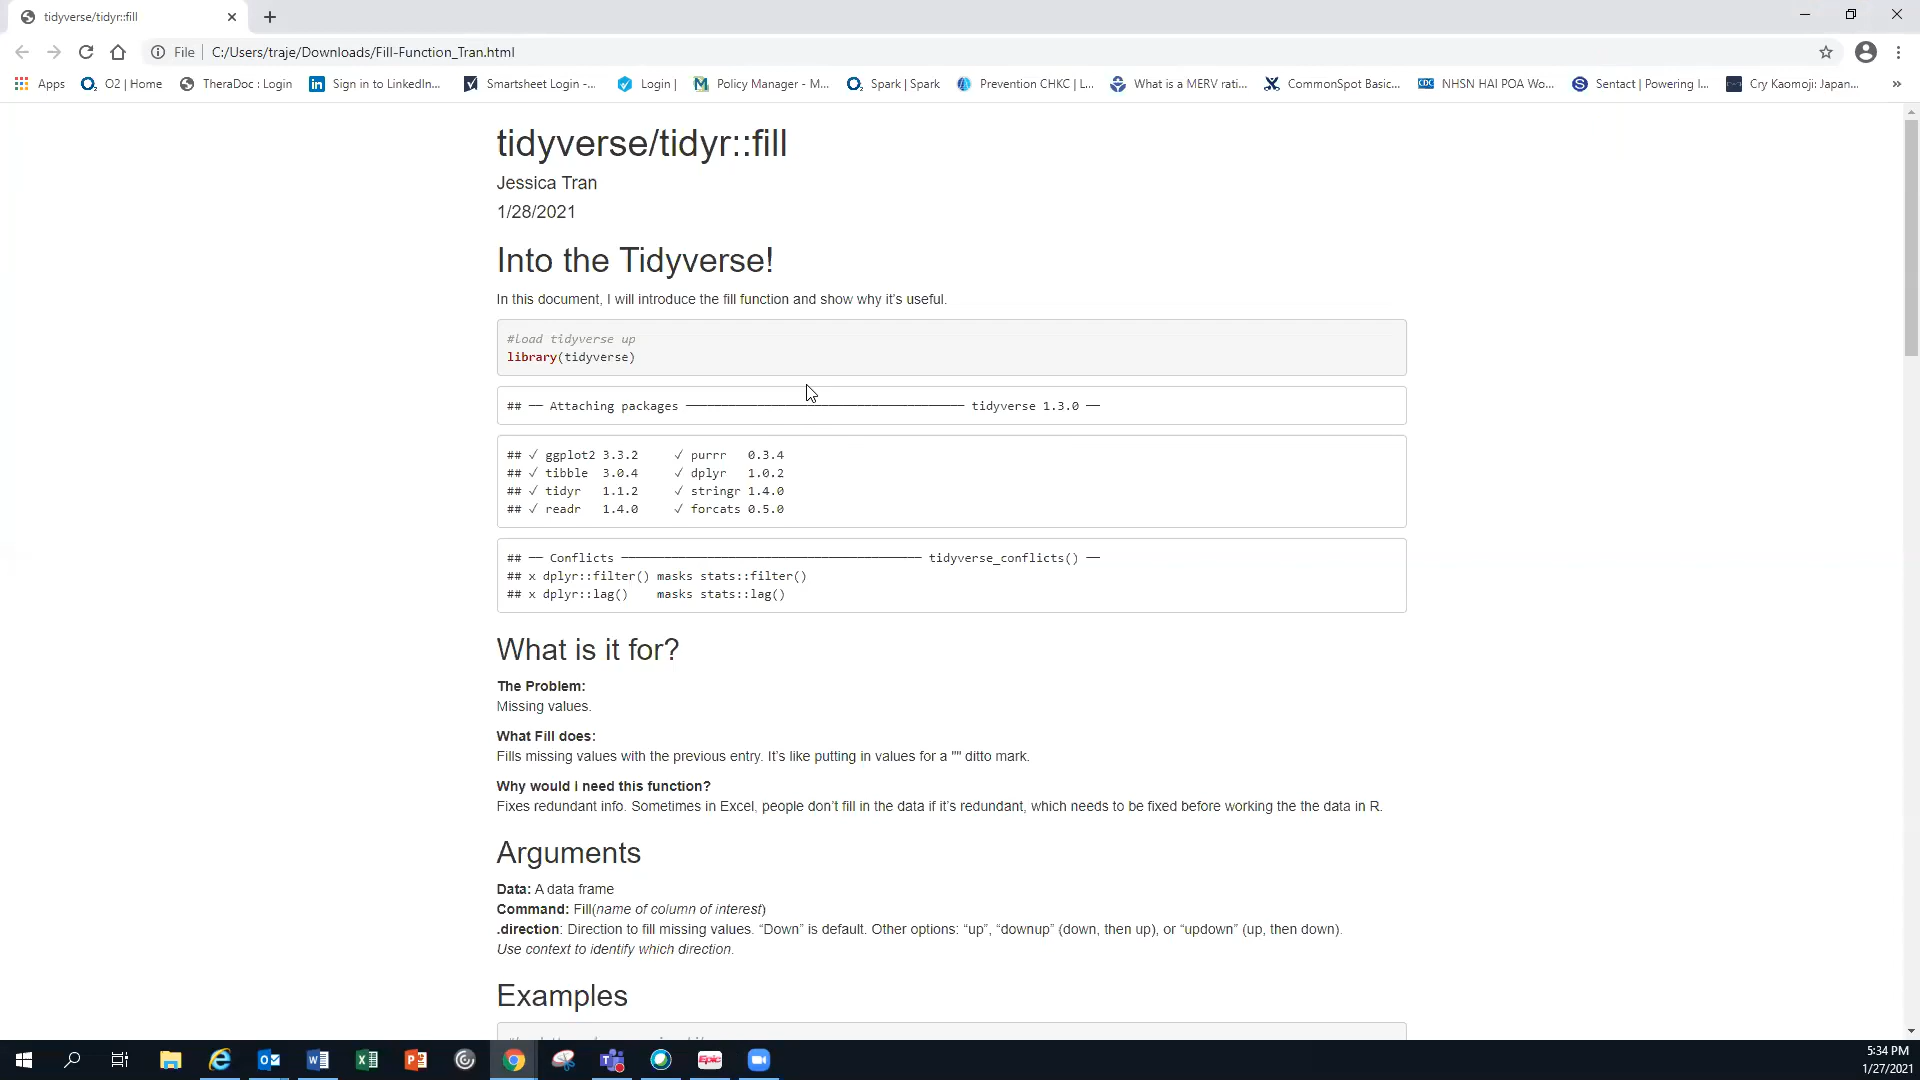 tidyverse/tidyr::fill
File
C:/Users/traje/Downloads/Fill-Function_Tran.html
Apps
O2 | Home
TheraDoc : Login
Sign in to LinkedIn...
Smartsheet Login -...
Login |
Policy Manager - M...
Spark | Spark
Prevention CHKC | L...
What is a MERV rati...
CommonSpot Basic...
NHSN HAI POA Wo...
Sentact | Powering I...
Cry Kaomoji: Japan...
tidyverse/tidyr::fill
Jessica Tran
1/28/2021
Into the Tidyverse!
In this document, I will introduce the fill function and show why it's useful.
#load tidyverse up
library(tidyverse)
## ── Attaching packages ─────────────────────────────────────── tidyverse 1.3.0 ──
## ✓ ggplot2 3.3.2     ✓ purrr   0.3.4
## ✓ tibble  3.0.4     ✓ dplyr   1.0.2
## ✓ tidyr   1.1.2     ✓ stringr 1.4.0
## ✓ readr   1.4.0     ✓ forcats 0.5.0
## ── Conflicts ────────────────────────────────────────── tidyverse_conflicts() ──
## x dplyr::filter() masks stats::filter()
## x dplyr::lag()    masks stats::lag()
What is it for?
The Problem:
Missing values.
What Fill does:
Fills missing values with the previous entry. It's like putting in values for a "" ditto mark.
Why would I need this function?
Fixes redundant info. Sometimes in Excel, people don't fill in the data if it's redundant, which needs to be fixed before working the the data in R.
Arguments
Data: A data frame
Command: Fill(name of column of interest)
.direction: Direction to fill missing values. “Down” is default. Other options: “up”, “downup” (down, then up), or “updown” (up, then down).
Use context to identify which direction.
Examples
Epic
5:34 PM
1/27/2021